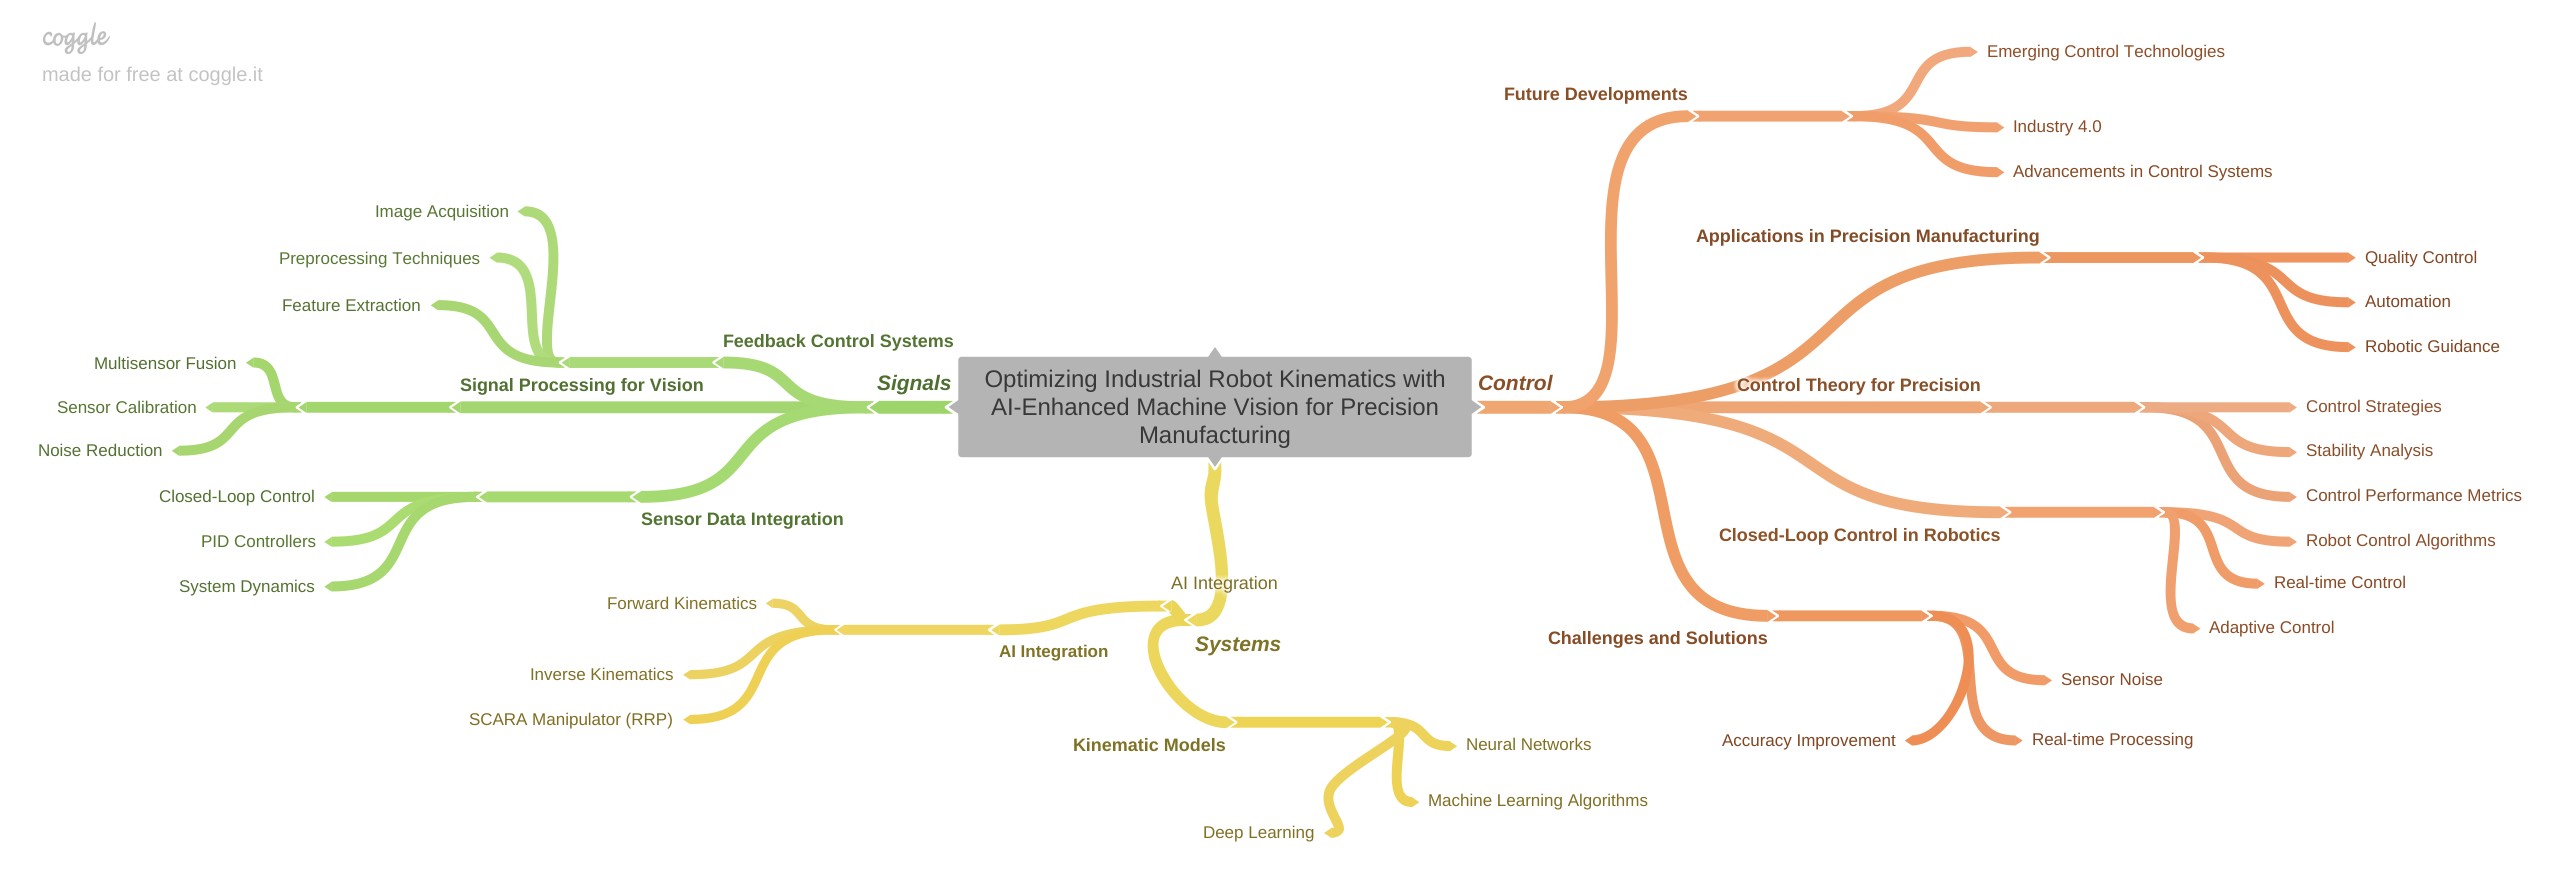 coggle
made for free at coggle.it
Optimizing Industrial Robot Kinematics with
AI-Enhanced Machine Vision for Precision
Manufacturing
Signals
Feedback Control Systems
Image Acquisition
Preprocessing Techniques
Feature Extraction
Signal Processing for Vision
Multisensor Fusion
Sensor Calibration
Noise Reduction
Sensor Data Integration
Closed-Loop Control
PID Controllers
System Dynamics
Systems
AI Integration
AI Integration
Forward Kinematics
Inverse Kinematics
SCARA Manipulator (RRP)
Kinematic Models
Neural Networks
Machine Learning Algorithms
Deep Learning
Control
Future Developments
Emerging Control Technologies
Industry 4.0
Advancements in Control Systems
Applications in Precision Manufacturing
Quality Control
Automation
Robotic Guidance
Control Theory for Precision
Control Strategies
Stability Analysis
Control Performance Metrics
Closed-Loop Control in Robotics
Robot Control Algorithms
Real-time Control
Adaptive Control
Challenges and Solutions
Sensor Noise
Real-time Processing
Accuracy Improvement